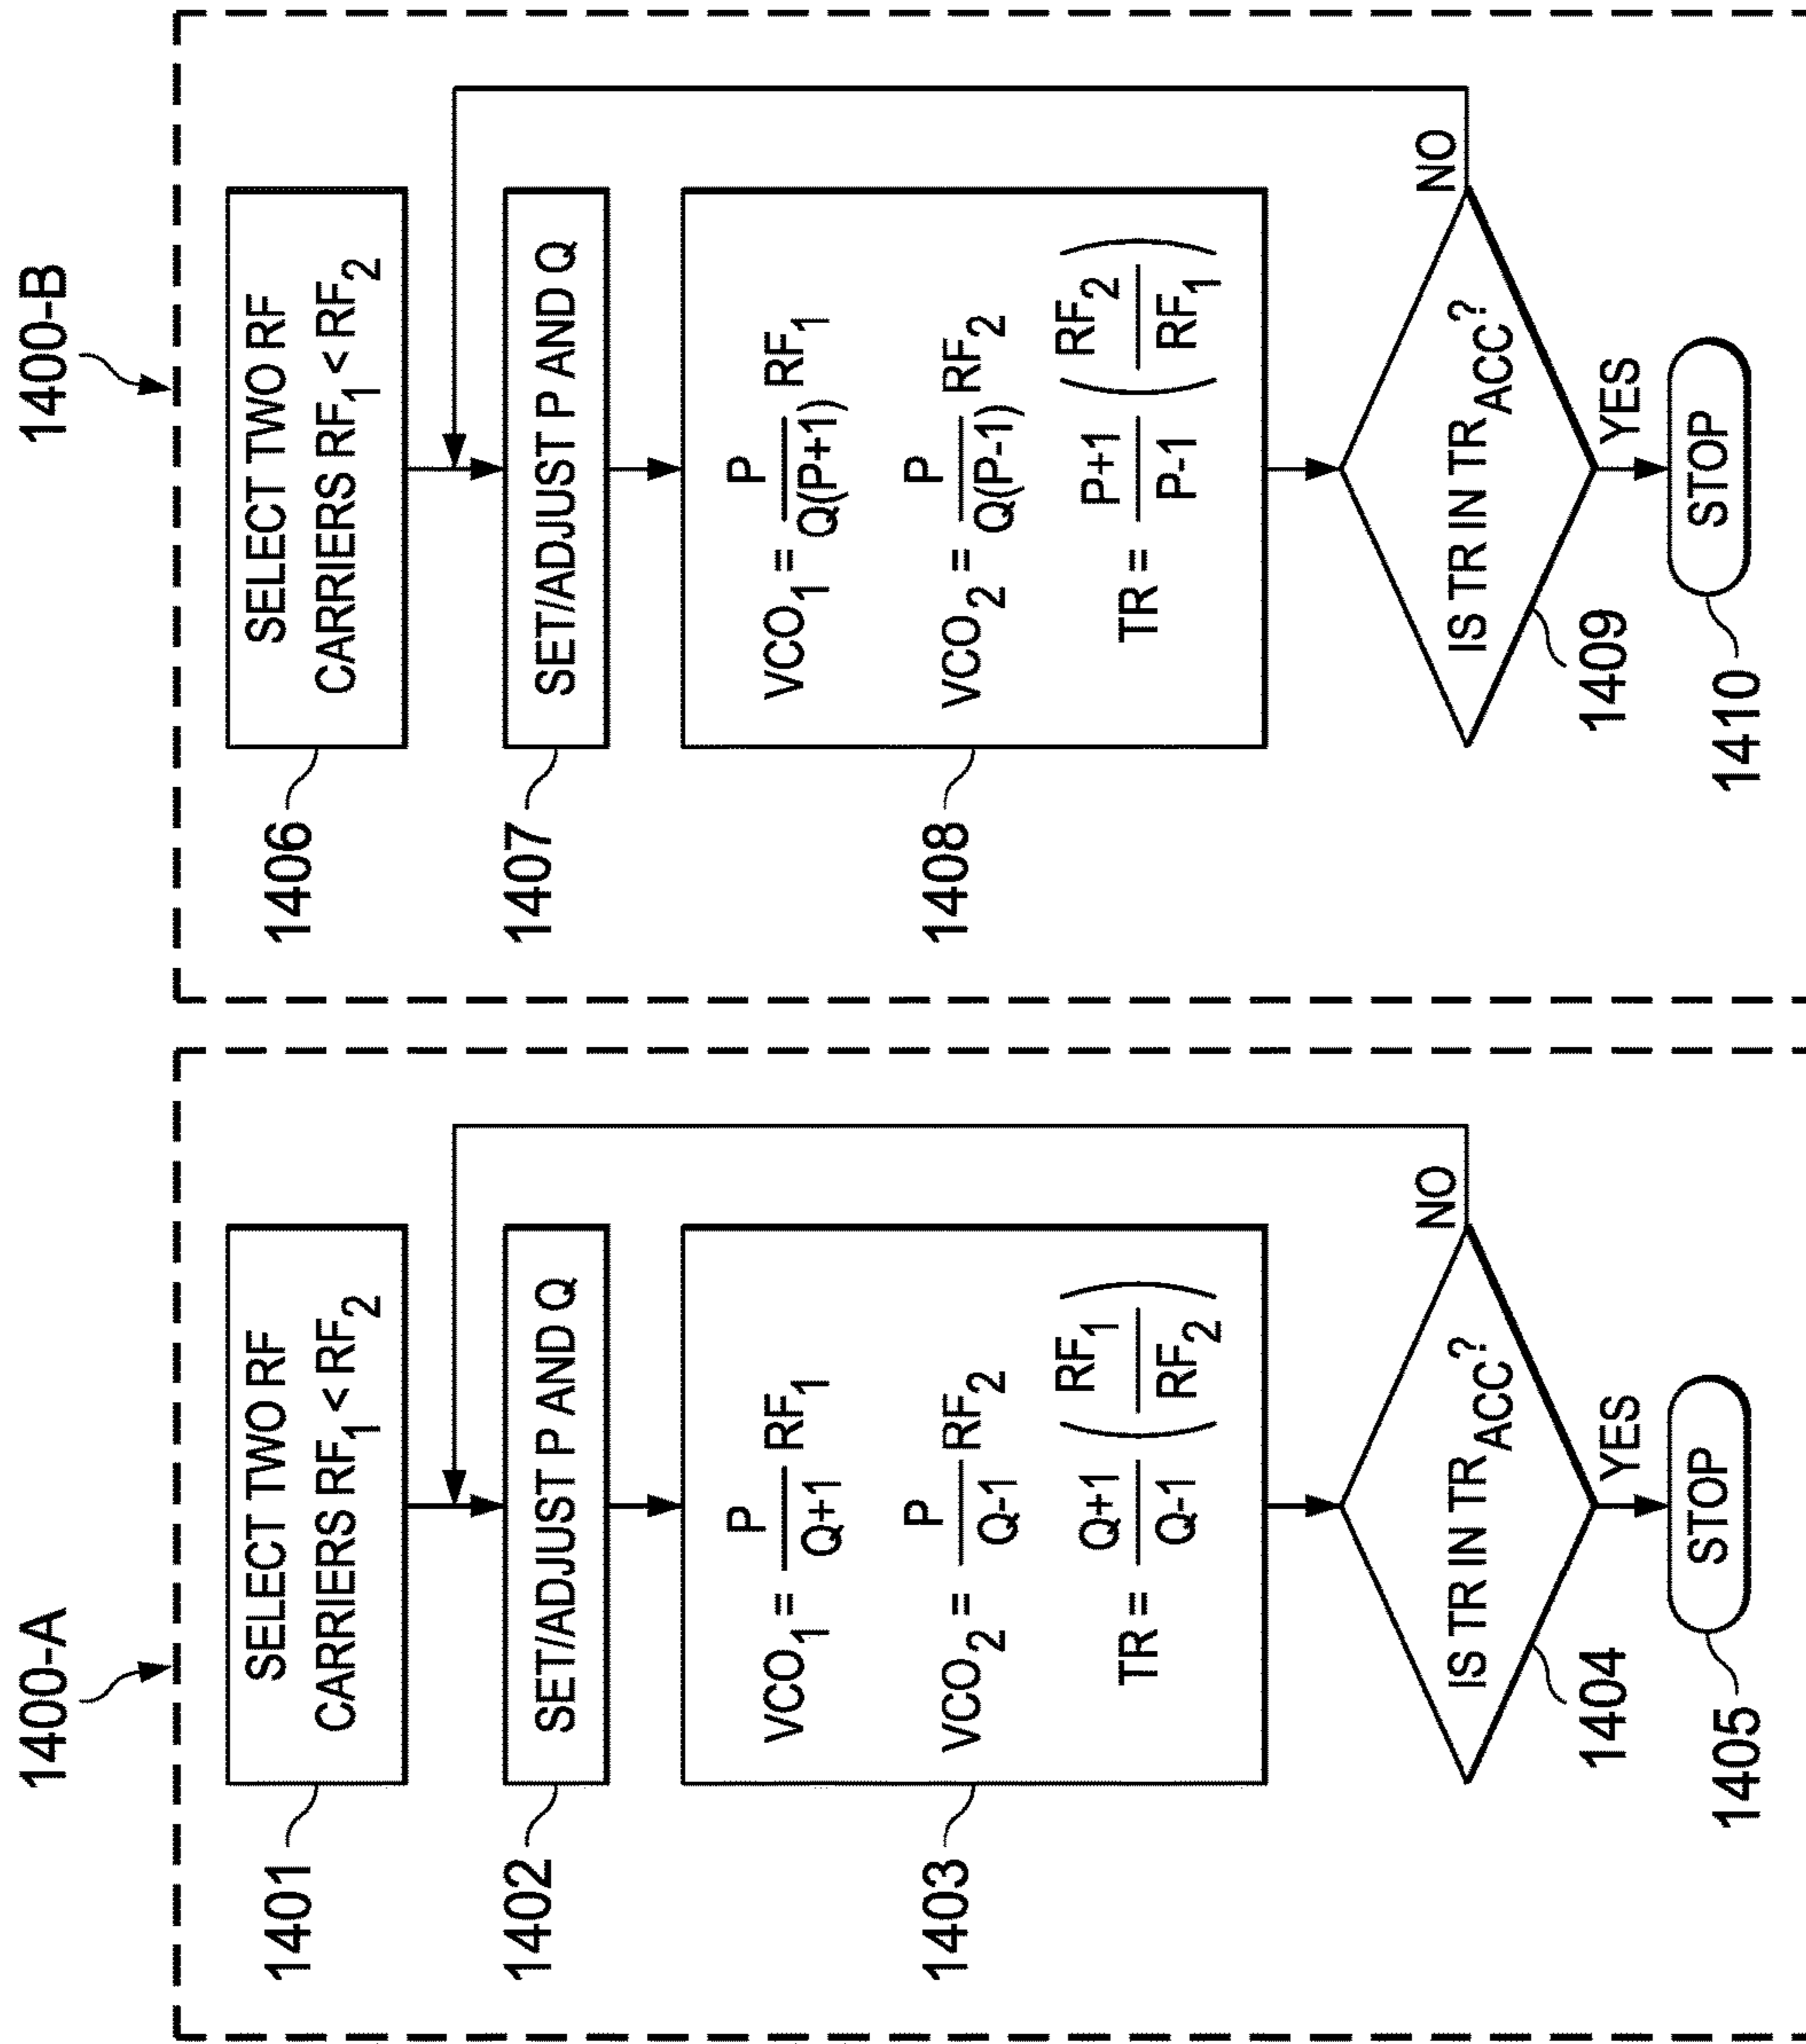 1400-A
1401
SELECT TWO RF
CARRIERS RF₁ < RF₂
1402
SET/ADJUST P AND Q
1403
VCO₁ = P/(Q+1) RF₁
VCO₂ = P/(Q-1) RF₂
TR = (Q+1)/(Q-1) (RF₁/RF₂)
1404
IS TR IN TR_ACC?
NO
YES
1405
STOP
1400-B
1406
SELECT TWO RF
CARRIERS RF₁ < RF₂
1407
SET/ADJUST P AND Q
1408
VCO₁ = P/(Q(P+1)) RF₁
VCO₂ = P/(Q(P-1)) RF₂
TR = (P+1)/(P-1) (RF₂/RF₁)
1409
IS TR IN TR_ACC?
NO
YES
1410
STOP